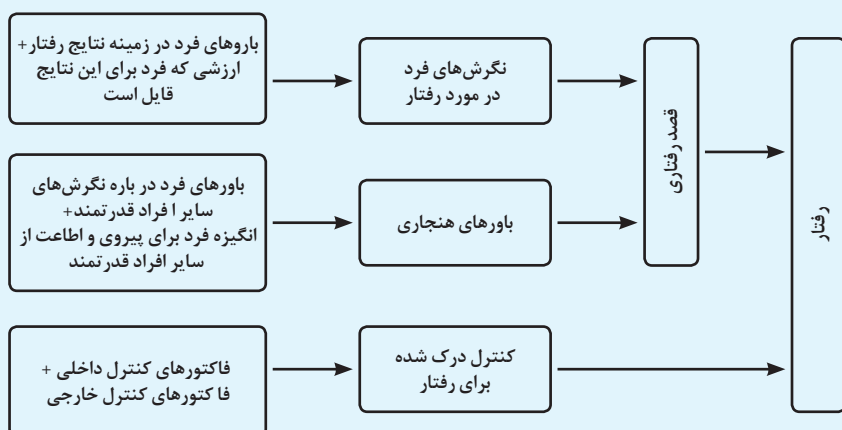 باروهای فرد در زمینه نتایج رفتار+
ارزشی که فرد برای این نتایج
قایل است
نگرش‌های فرد
در مورد رفتار
قصد رفتاری
رفتار
باورهای فرد در باره نگرش‌های
سایر ا فراد قدرتمند+
انگیزه فرد برای پیروی و اطاعت از
سایر افراد قدرتمند
باورهای هنجاری
فاکتورهای کنترل داخلی +
فا کتورهای کنترل خارجی
کنترل درک شده
برای رفتار